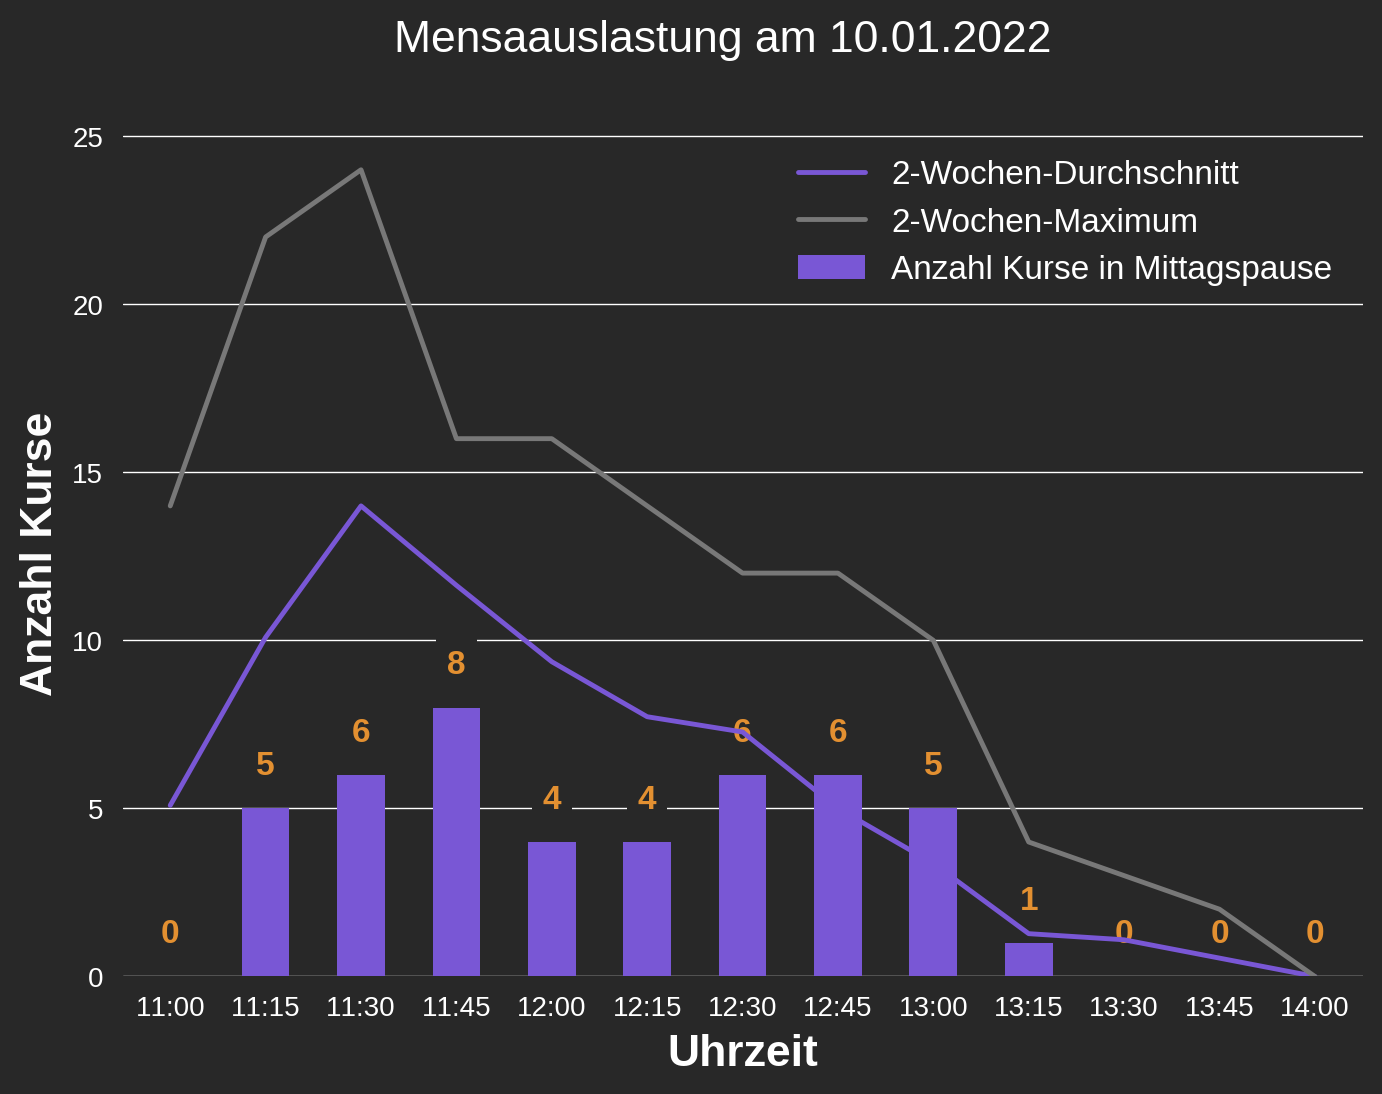 Mensaauslastung am 10.01.2022
2-Wochen-Durchschnitt
2-Wochen-Maximum
Anzahl Kurse in Mittagspause
Anzahl Kurse
25
20
15
10
5
0
0
5
6
8
4
4
6
6
5
1
0
0
0
11:00 11:15 11:30 11:45 12:00 12:15 12:30 12:45 13:00 13:15 13:30 13:45 14:00
Uhrzeit